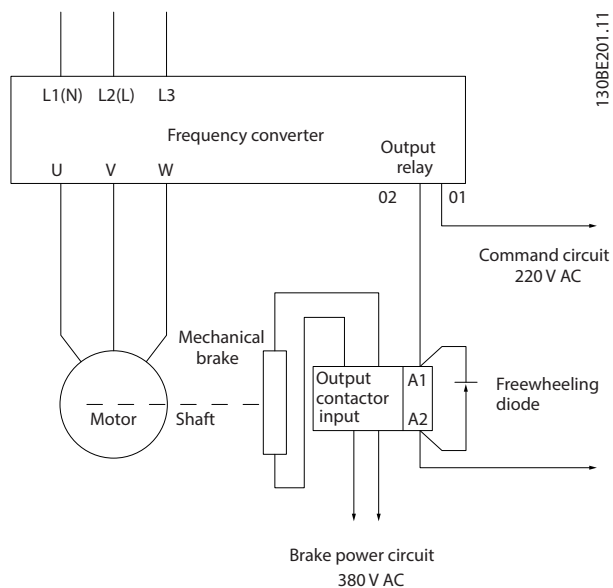 130BE201.11
L1(N) L2(L) L3
Frequency converter
Output
relay
U V W
02 01
Command circuit
220 V AC
Mechanical
brake
Output
contactor
input
A1
A2
Freewheeling
diode
Motor Shaft
Brake power circuit
380 V AC